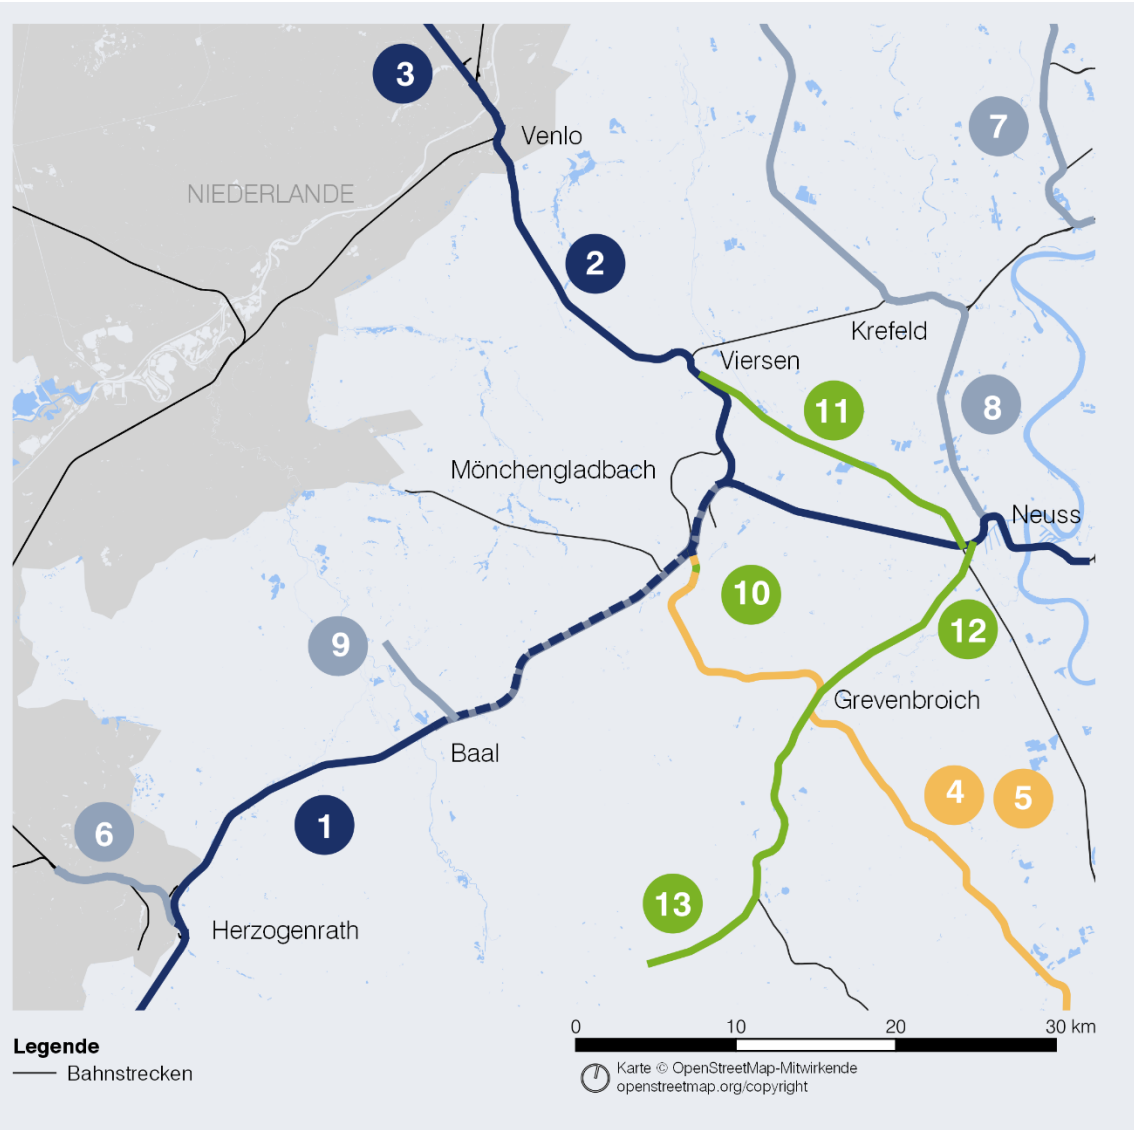 3
7
Venlo
NIEDERLANDE
2
Krefeld
Viersen
11
8
Mönchengladbach
Neuss
10
12
9
Grevenbroich
Baal
4
5
1
6
13
Herzogenrath
0 10 20 30 km
Legende
Bahnstrecken
Karte © OpenStreetMap-Mitwirkende
openstreetmap.org/copyright